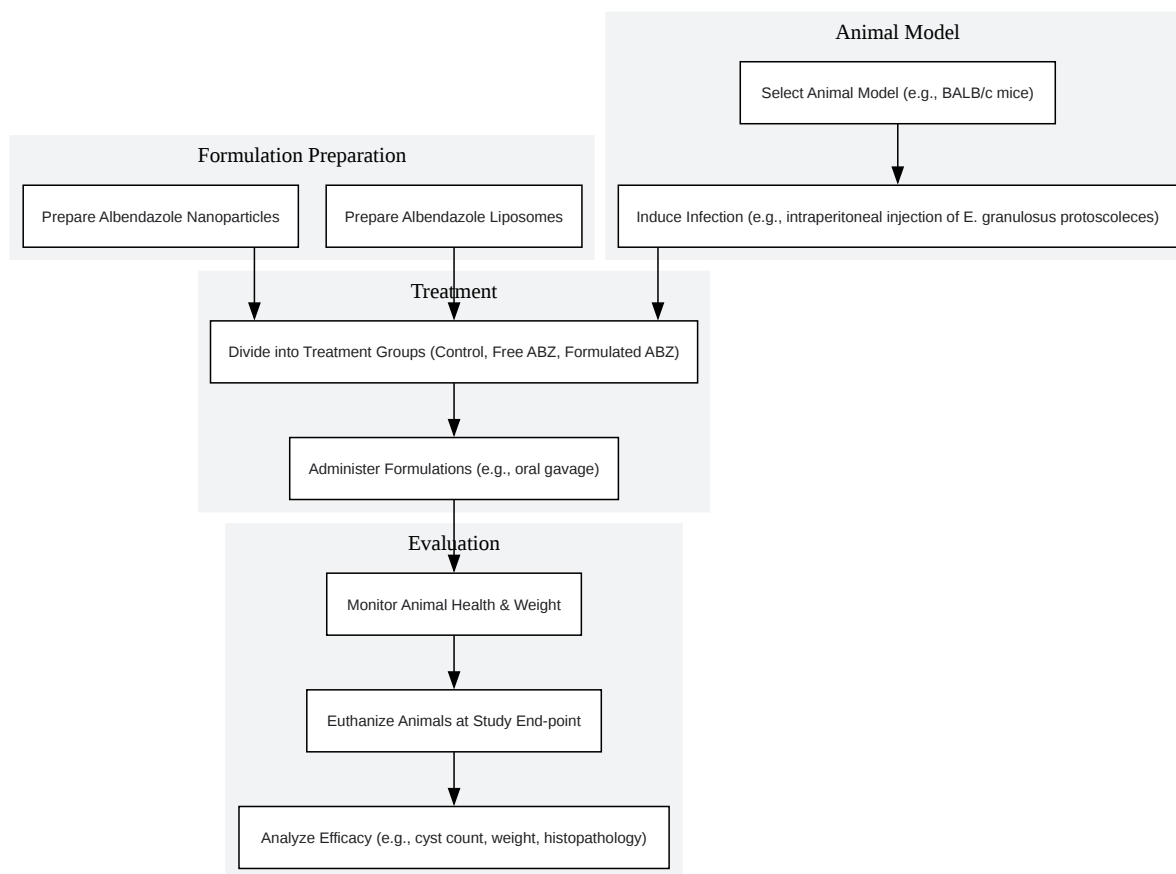 Animal Model
Select Animal Model (e.g., BALB/c mice)
Formulation Preparation
Prepare Albendazole Nanoparticles
Prepare Albendazole Liposomes
Induce Infection (e.g., intraperitoneal injection of E. granulosus protoscoleces)
Treatment
Divide into Treatment Groups (Control, Free ABZ, Formulated ABZ)
Administer Formulations (e.g., oral gavage)
Evaluation
Monitor Animal Health & Weight
Euthanize Animals at Study End-point
Analyze Efficacy (e.g., cyst count, weight, histopathology)